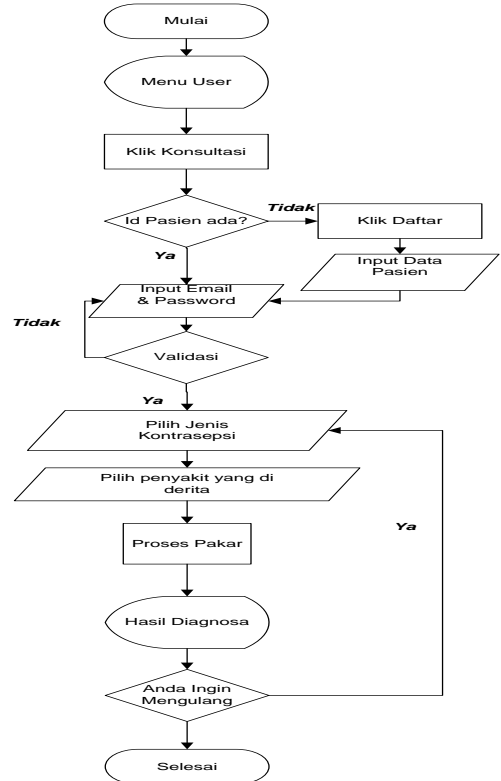 Mulai
Menu User
Klik Konsultasi
Id Pasien ada?
Tidak
Klik Daftar
Ya
Input Data
Pasien
Input Email
& Password
Tidak
Validasi
Ya
Pilih Jenis
Kontrasepsi
Pilih penyakit yang di
derita
Ya
Proses Pakar
Hasil Diagnosa
Anda Ingin
Mengulang
Selesai